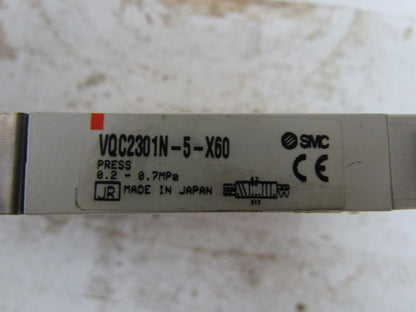 VQC2301N-5-X60
SMC
PRESS
0.2 - 0.7MPa
CE
JR MADE IN JAPAN